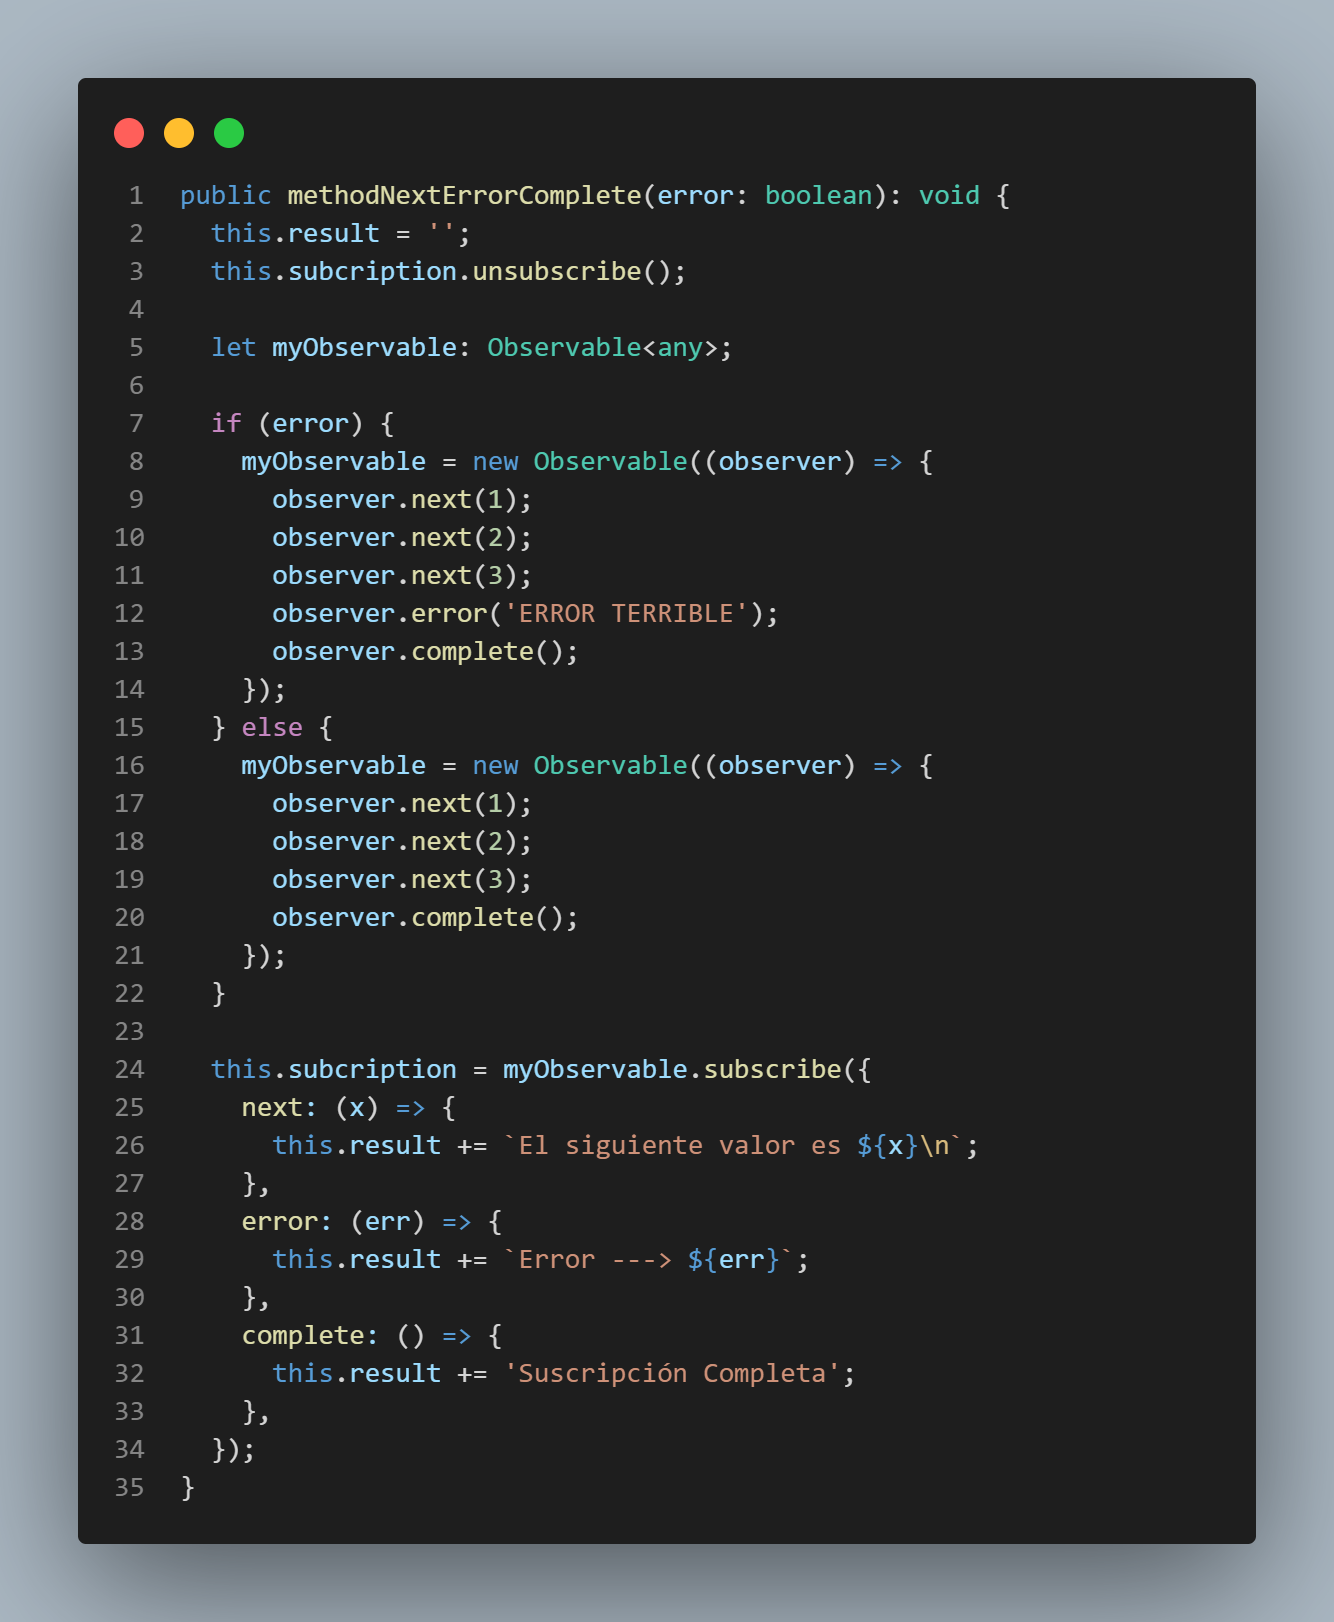 1 public methodNextErrorComplete(error: boolean): void {
2   this.result = '';
3   this.subcription.unsubscribe();
4
5   let myObservable: Observable<any>;
6
7   if (error) {
8     myObservable = new Observable((observer) => {
9       observer.next(1);
10       observer.next(2);
11       observer.next(3);
12       observer.error('ERROR TERRIBLE');
13       observer.complete();
14     });
15   } else {
16     myObservable = new Observable((observer) => {
17       observer.next(1);
18       observer.next(2);
19       observer.next(3);
20       observer.complete();
21     });
22   }
23
24   this.subcription = myObservable.subscribe({
25     next: (x) => {
26       this.result += `El siguiente valor es ${x}\n`;
27     },
28     error: (err) => {
29       this.result += `Error ---> ${err}`;
30     },
31     complete: () => {
32       this.result += 'Suscripción Completa';
33     },
34   });
35 }